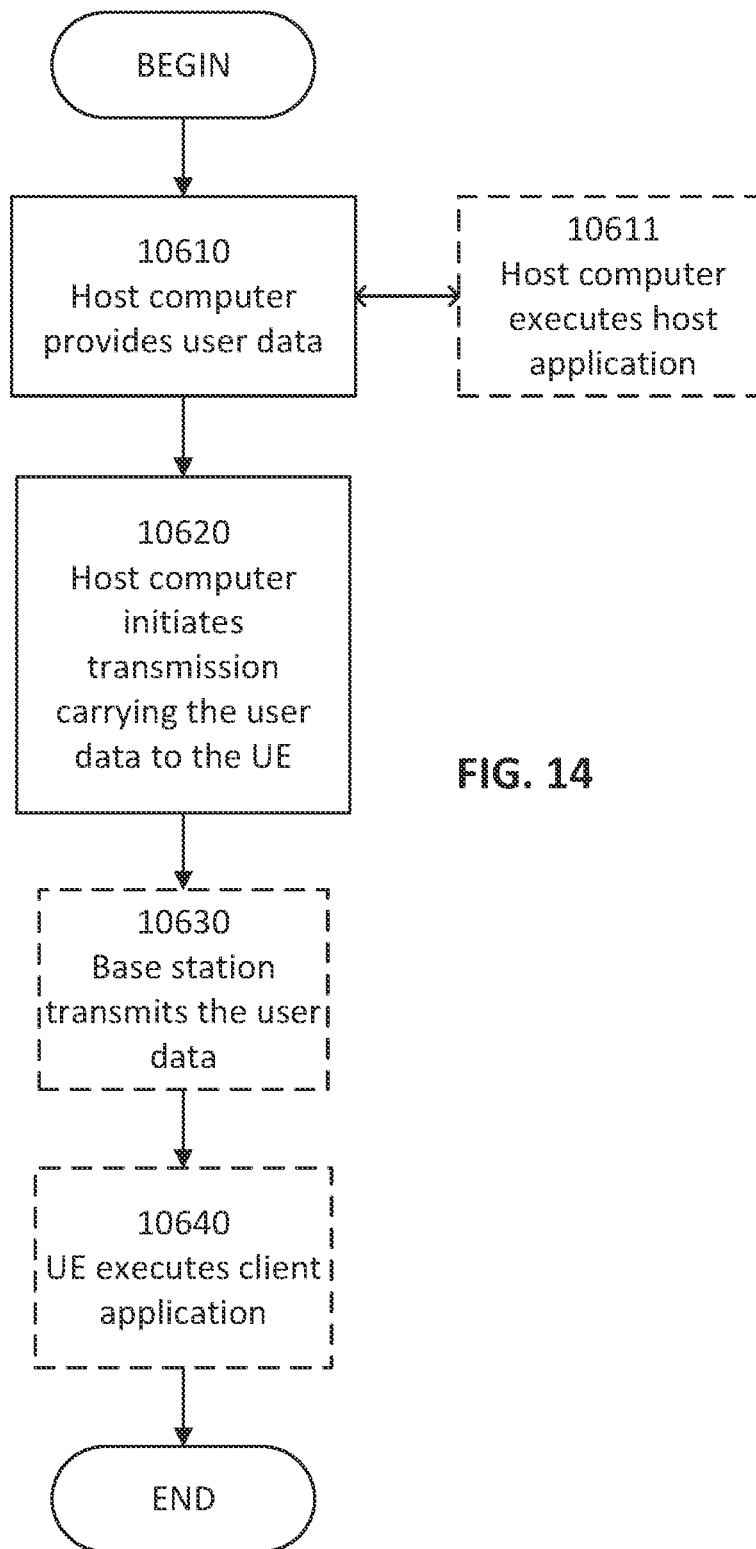 BEGIN
10610
Host computer
provides user data
10611
Host computer
executes host
application
10620
Host computer
initiates
transmission
carrying the user
data to the UE
FIG. 14
10630
Base station
transmits the user
data
10640
UE executes client
application
END